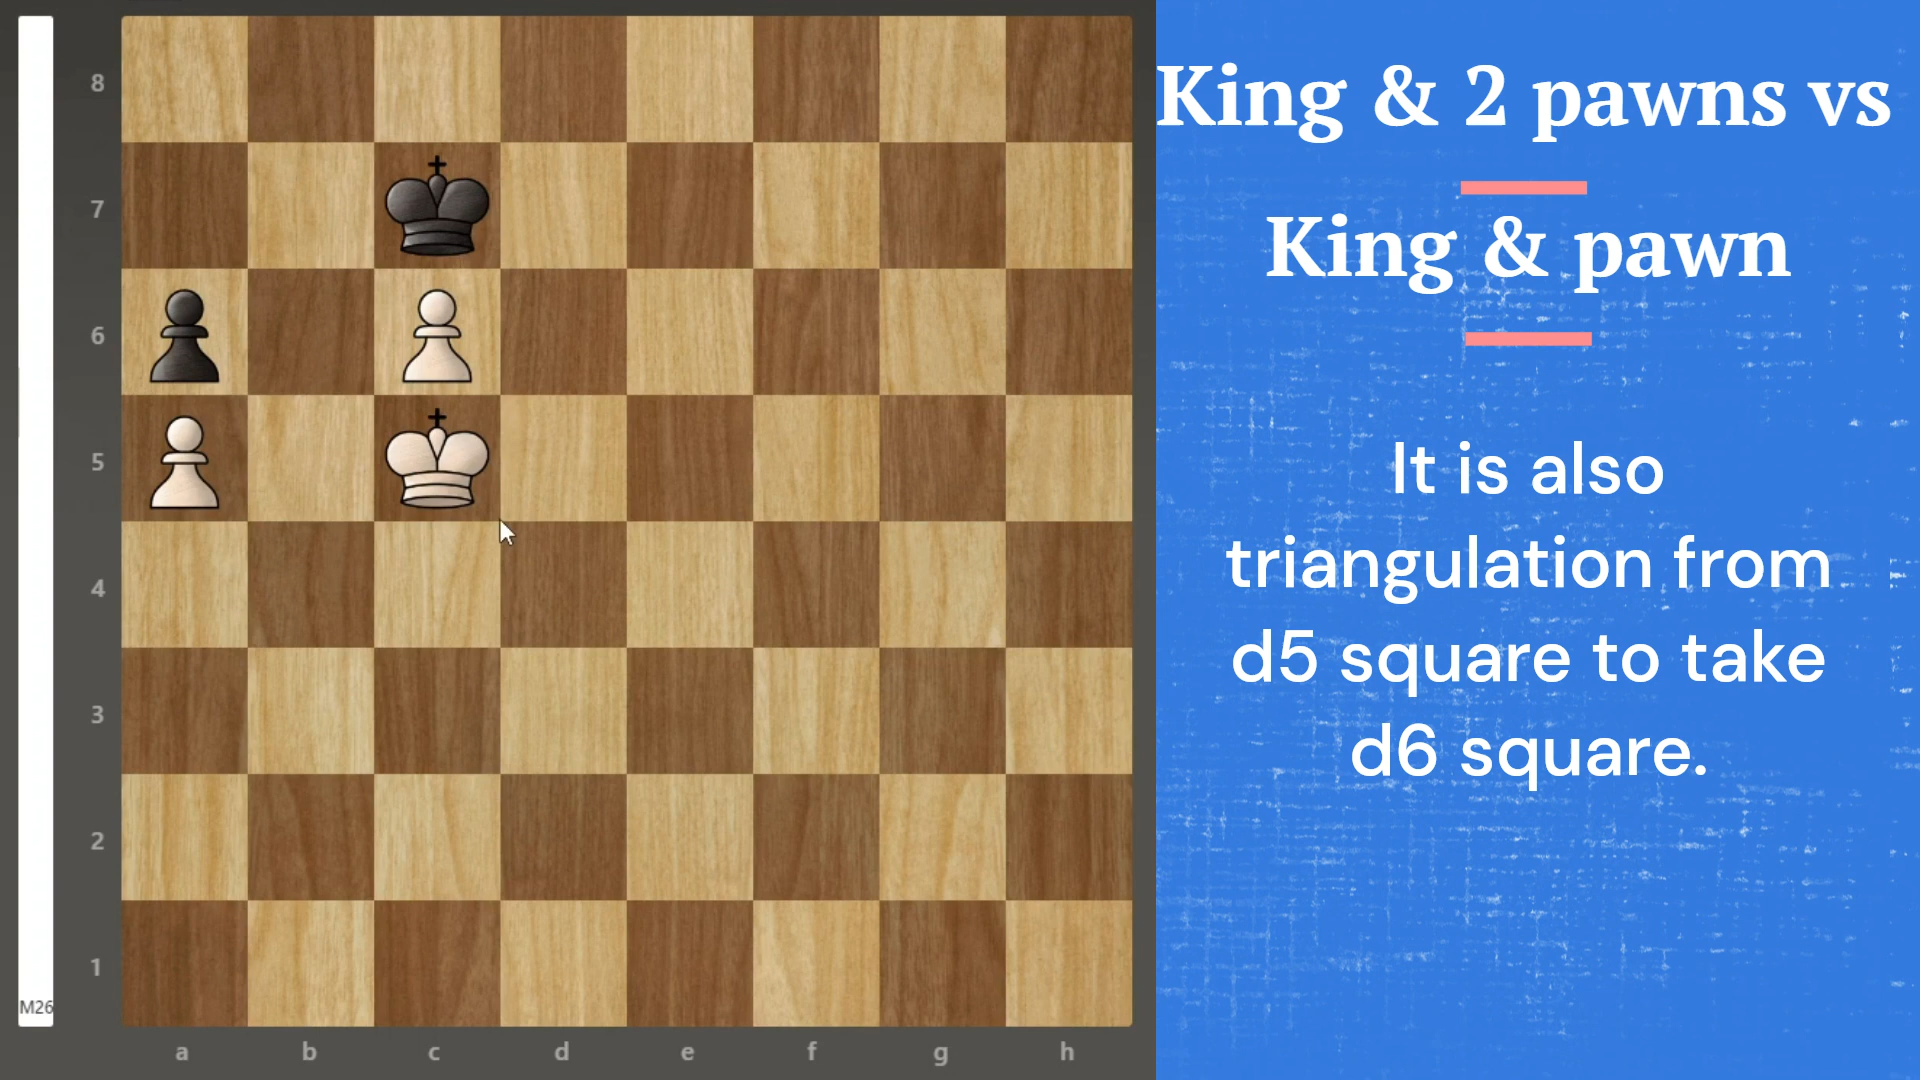 King & 2 pawns vs
King & pawn
It is also
triangulation from
d5 square to take
d6 square.
8
7
6
5
4
3
2
1
M26
a b c d e f g h